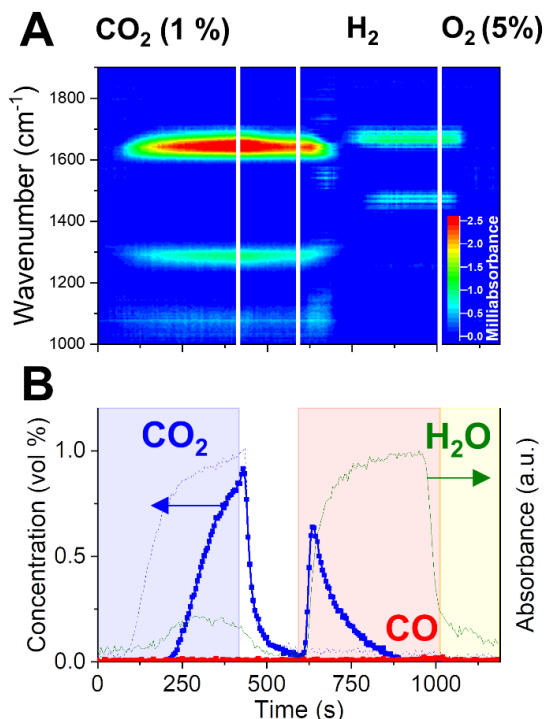 A CO₂ (1 %) H₂ O₂ (5%)
Wavenumber (cm⁻¹)
1800
1600
1400
1200
1000
2.5
2.0
1.5
1.0
0.5
0.0
Milliabsorbance
B
CO₂
H₂O
CO
Concentration (vol %)
1.0
0.5
0.0
Absorbance (a.u.)
0 250 500 750 1000
Time (s)